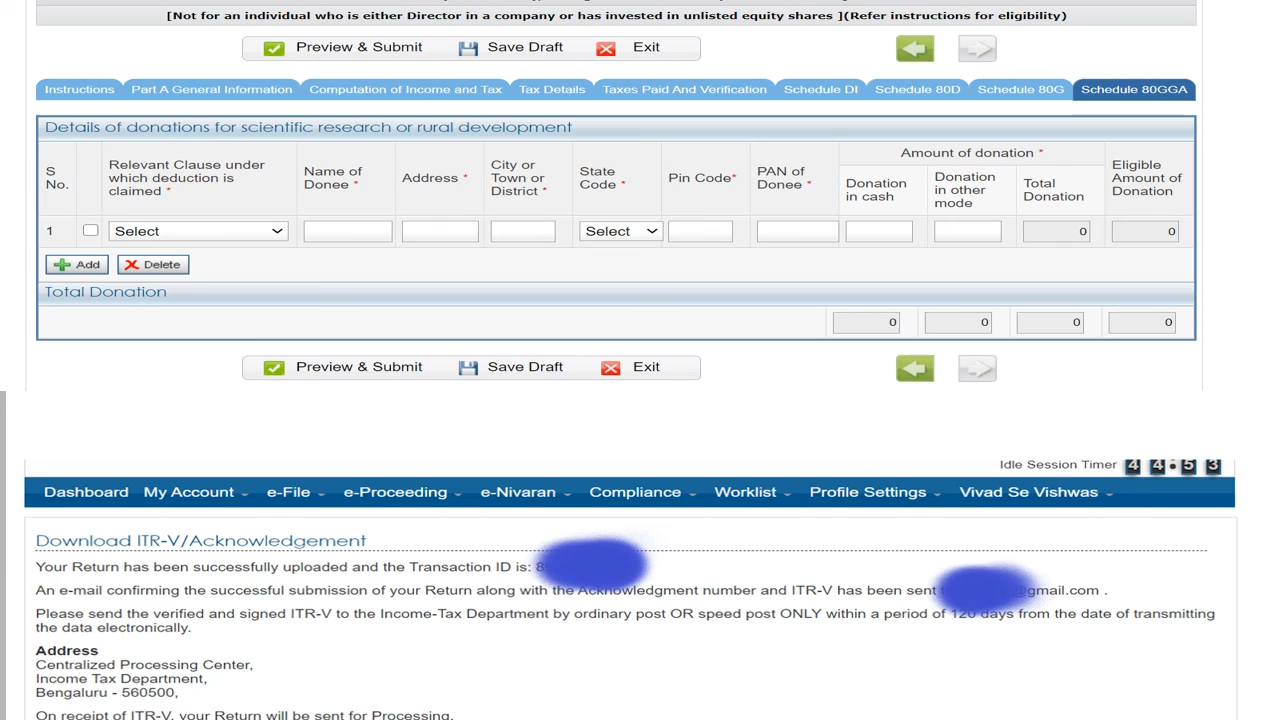 [Not for an individual who is either Director in a company or has invested in unlisted equity shares ](Refer instructions for eligibility)
Preview & Submit Save Draft Exit
Instructions Part A General Information Computation of Income and Tax Tax Details Taxes Paid And Verification Schedule DI Schedule 80D Schedule 80G Schedule 80GGA
Details of donations for scientific research or rural development
S No. Relevant Clause under which deduction is claimed * Name of Donee * Address * City or Town or District * State Code * Pin Code* PAN of Donee * Amount of donation * Donation in cash Donation in other mode Total Donation Eligible Amount of Donation
1 Select Select 0 0
Add Delete
Total Donation
0 0 0 0
Preview & Submit Save Draft Exit
Idle Session Timer 44:53
Dashboard My Account e-File e-Proceeding e-Nivaran Compliance Worklist Profile Settings Vivad Se Vishwas
Download ITR-V/Acknowledgement
Your Return has been successfully uploaded and the Transaction ID is:
An e-mail confirming the successful submission of your Return along with the Acknowledgment number and ITR-V has been sent @gmail.com .
Please send the verified and signed ITR-V to the Income-Tax Department by ordinary post OR speed post ONLY within a period of 120 days from the date of transmitting
the data electronically.
Address
Centralized Processing Center,
Income Tax Department,
Bengaluru - 560500,
On receipt of ITR-V, your Return will be sent for Processing.